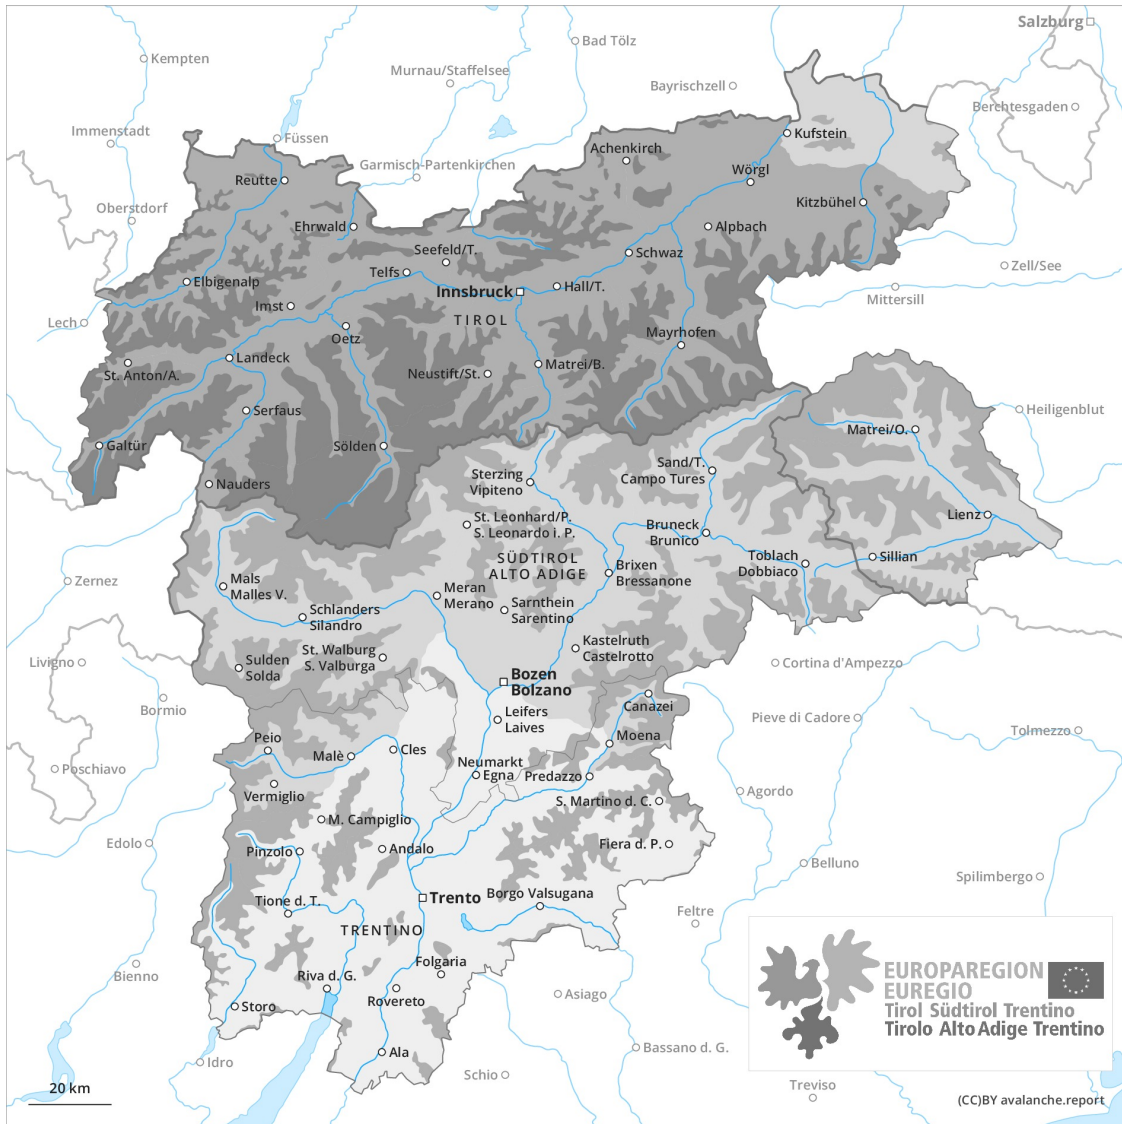 Salzburg
Bad Tölz
Kempten
Murnau/Staffelsee
Bayrischzell
Berchtesgaden
Immenstadt
Füssen
Kufstein
Achenkirch
Garmisch-Partenkirchen
Wörgl
Reutte
Kitzbühel
Oberstdorf
Ehrwald
Alpbach
Seefeld/T.
Schwaz
Telfs
Zell/See
Elbigenalp
Hall/T.
Innsbruck
Mittersill
Imst
TIROL
Lech
Oetz
Mayrhofen
Landeck
Matrei/B.
St. Anton/A.
Neustift/St.
Serfaus
Heiligenblut
Matrei/O.
Galtür
Sölden
Sand/T.
Campo Tures
Sterzing
Vipiteno
Nauders
Lienz
St. Leonhard/P.
S. Leonardo i. P.
Bruneck
Brunico
SÜDTIROL
ALTO ADIGE
Toblach
Dobbiaco
Sillian
Brixen
Bressanone
Zernez
Mals
Malles V.
Meran
Merano
Sarnthein
Sarentino
Schlanders
Silandro
Kastelruth
Castelrotto
St. Walburg
S. Valburga
Livigno
Sulden
Solda
Cortina d'Ampezzo
Bozen
Bolzano
Bormio
Canazei
Leifers
Laives
Pieve di Cadore
Tolmezzo
Peio
Moena
Malè
Cles
Neumarkt
Egna
Predazzo
Poschiavo
Vermiglio
Agordo
S. Martino d. C.
M. Campiglio
Edolo
Fiera d. P.
Pinzolo
Andalo
Belluno
Spilimbergo
Trento
Borgo Valsugana
Tione d. T.
Feltre
TRENTINO
Folgaria
Bienno
Riva d. G.
Rovereto
Asiago
Storo
Ala
Bassano d. G.
Idro
Schio
Treviso
EUROPAREGION
EUREGIO
Tirol Südtirol Trentino
Tirolo Alto Adige Trentino
20 km
(CC)BY avalanche.report